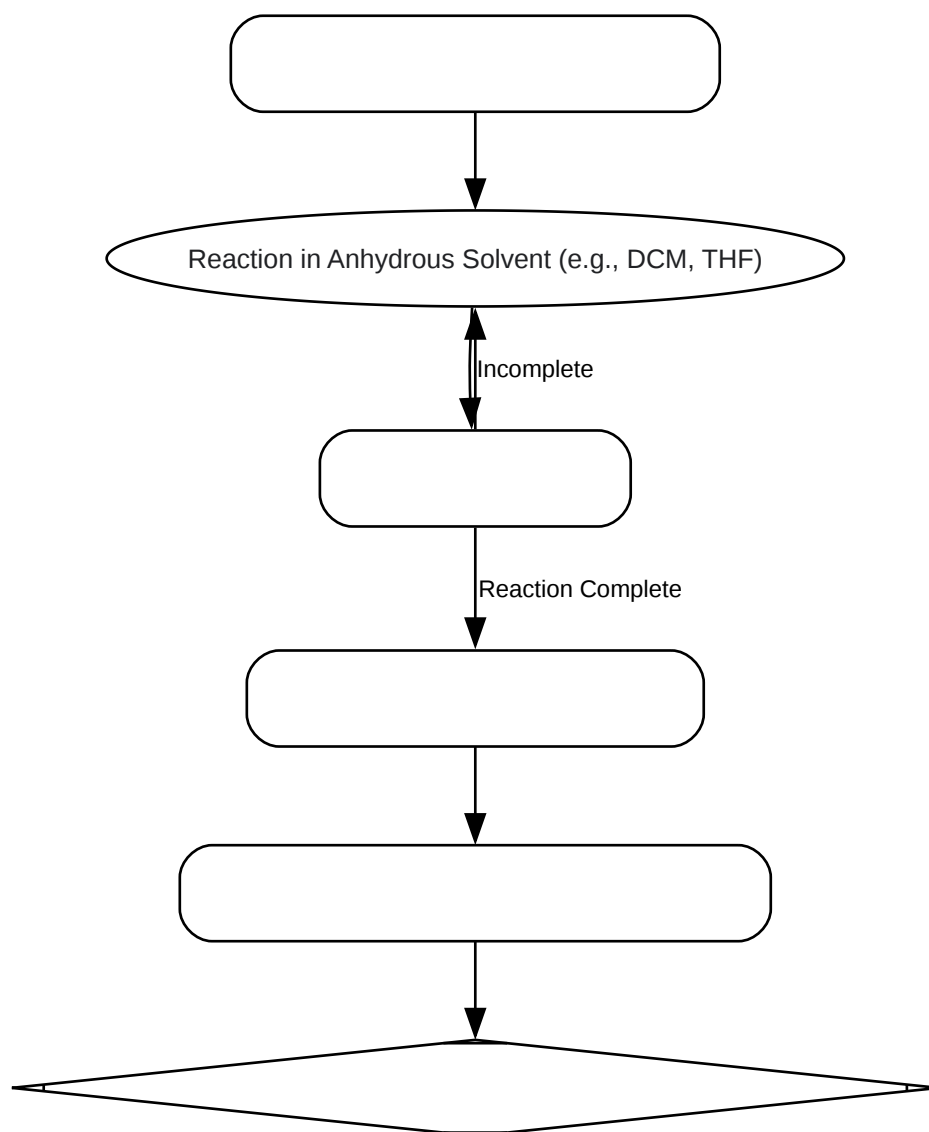 Reaction in Anhydrous Solvent (e.g., DCM, THF)
Incomplete
Reaction Complete